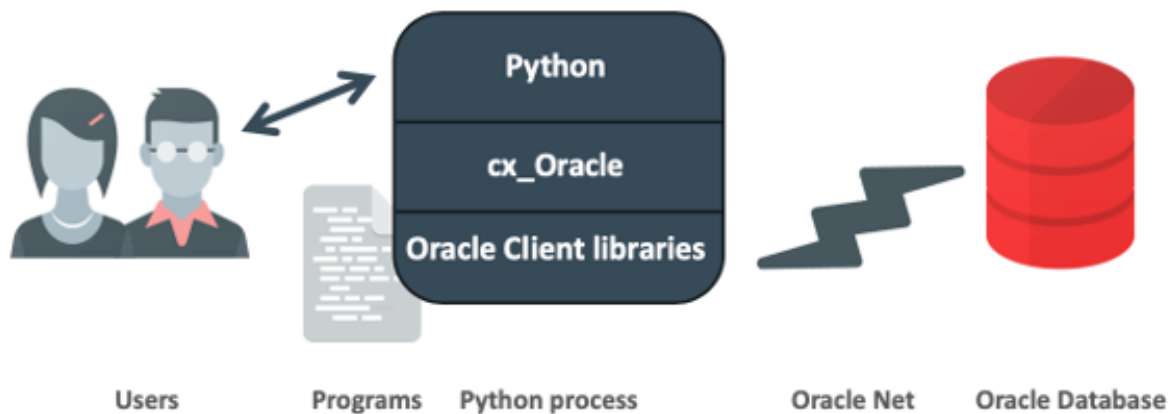 Python
cx_Oracle
Oracle Client libraries
Users Programs Python process Oracle Net Oracle Database